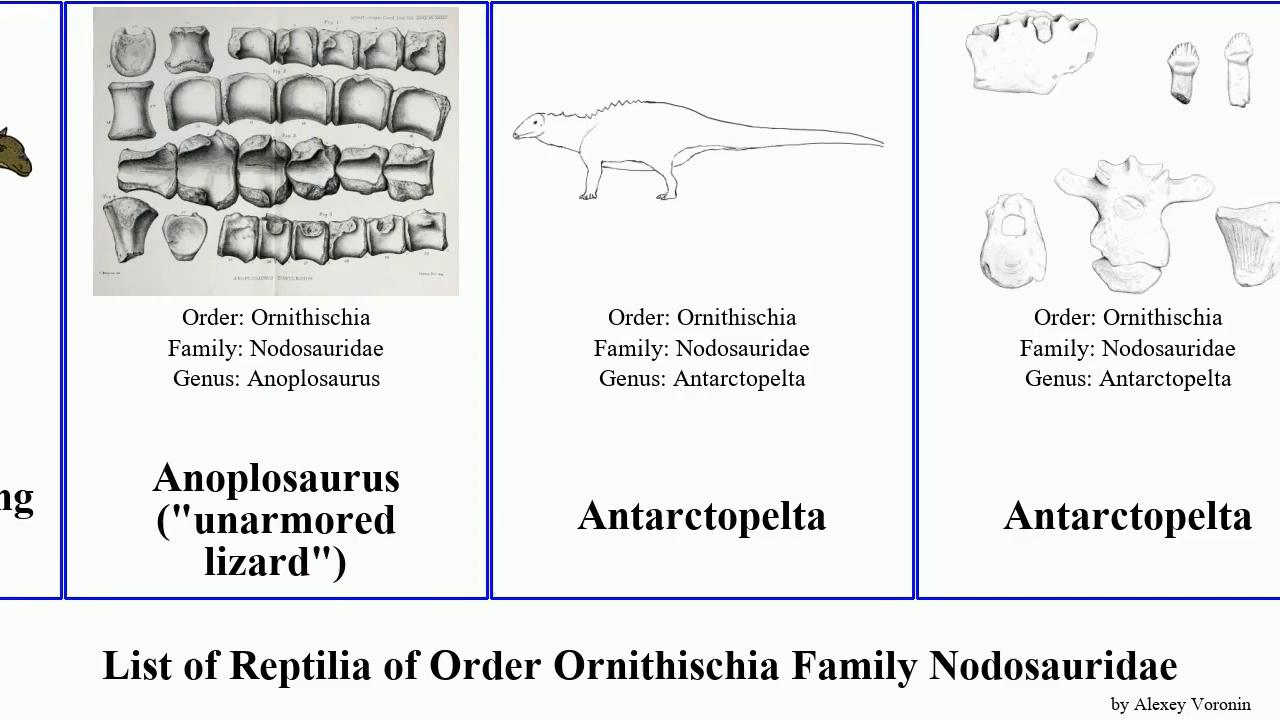 Order: Ornithischia
Family: Nodosauridae
Genus: Anoplosaurus
Anoplosaurus
("unarmored
lizard")
Order: Ornithischia
Family: Nodosauridae
Genus: Antarctopelta
Antarctopelta
Order: Ornithischia
Family: Nodosauridae
Genus: Antarctopelta
Antarctopelta
ng
List of Reptilia of Order Ornithischia Family Nodosauridae
by Alexey Voronin